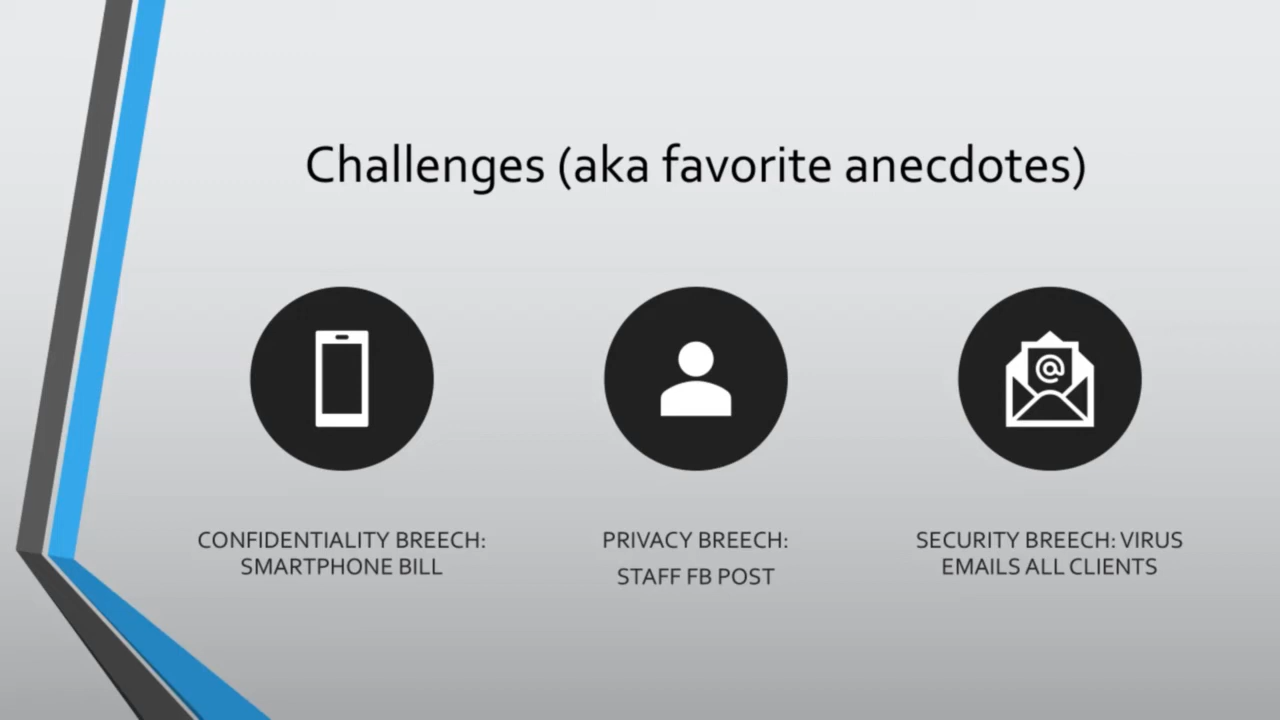 Challenges (aka favorite anecdotes)
@
CONFIDENTIALITY BREECH:
SMARTPHONE BILL
PRIVACY BREECH:
STAFF FB POST
SECURITY BREECH: VIRUS
EMAILS ALL CLIENTS